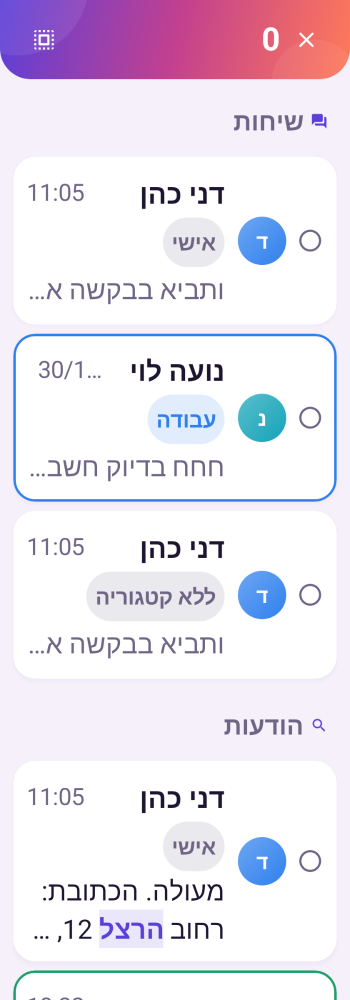 0
שיחות
דני כהן 11:05
אישי
ד
ותביא בבקשה א...
נועה לוי 30/1...
עבודה
נ
חחח בדיוק חשב...
דני כהן 11:05
ללא קטגוריה
ד
ותביא בבקשה א...
הודעות
דני כהן 11:05
אישי
ד
מעולה. הכתובת:
רחוב הרצל 12, ...